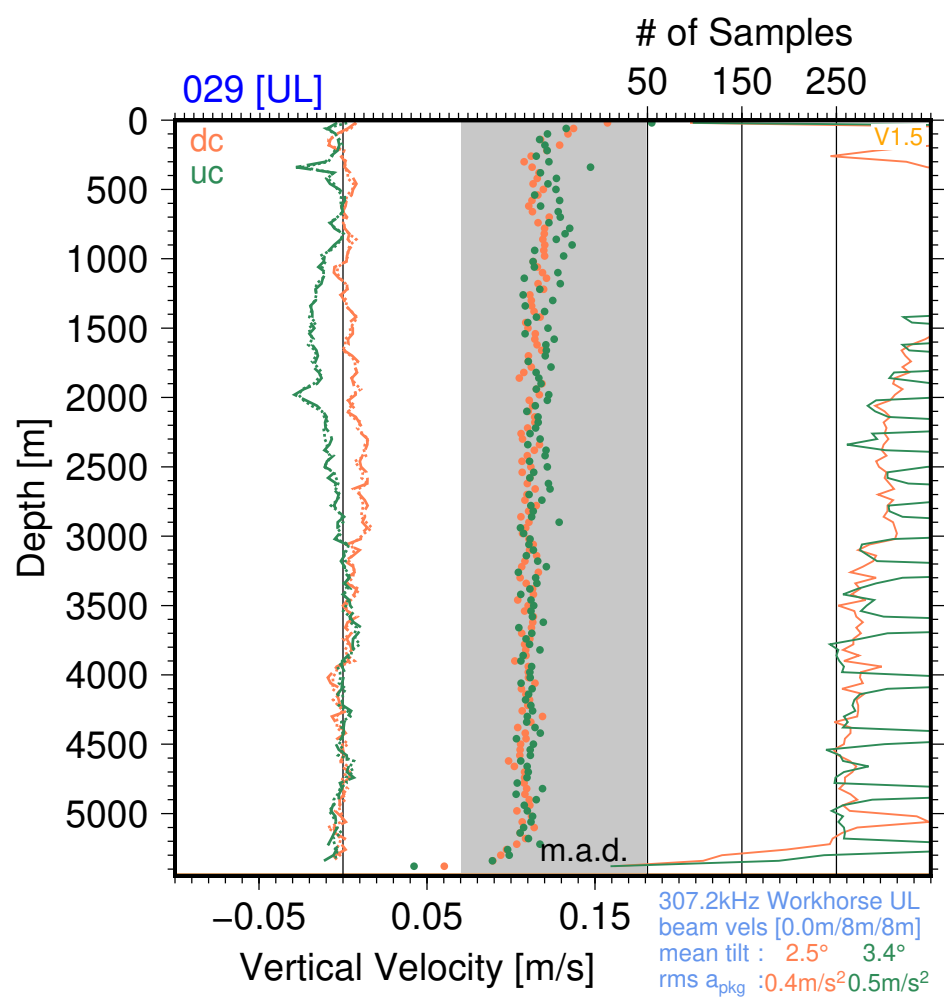 # of Samples
50 150 250
029 [UL]
dc
uc
V1.5
0
500
1000
1500
2000
2500
3000
3500
4000
4500
5000
Depth [m]
m.a.d.
−0.05 0.05 0.15
Vertical Velocity [m/s]
307.2kHz Workhorse UL
beam vels [0.0m/8m/8m]
mean tilt : 2.5° 3.4°
rms a_pkg :0.4m/s² 0.5m/s²